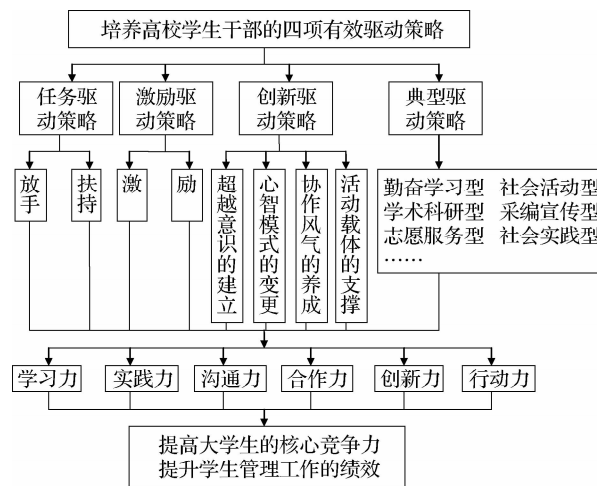 培养高校学生干部的四项有效驱动策略
任务驱
动策略
激励驱
动策略
创新驱
动策略
典型驱
动策略
放手
扶持
激
励
超越意识的建立
心智模式的变更
协作风气的养成
活动载体的支撑
勤奋学习型 社会活动型
学术科研型 采编宣传型
志愿服务型 社会实践型
……
学习力
实践力
沟通力
合作力
创新力
行动力
提高大学生的核心竞争力
提升学生管理工作的绩效